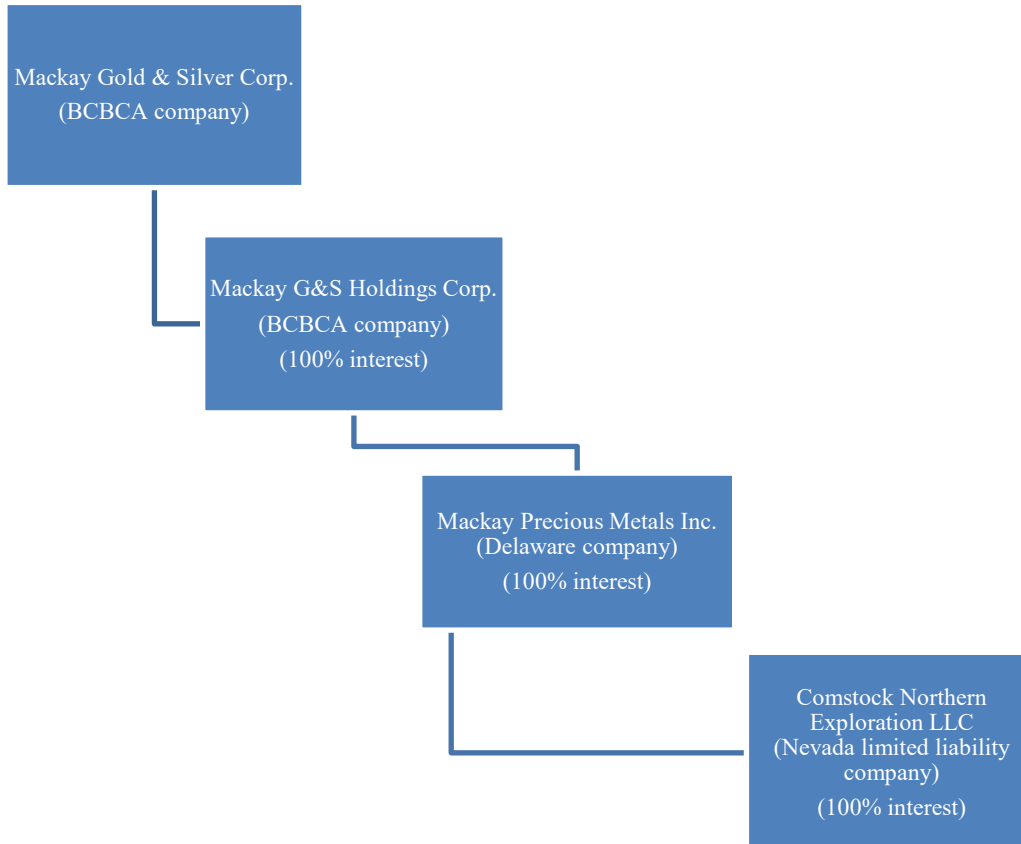 Mackay Gold & Silver Corp.
(BCBCA company)
Mackay G&S Holdings Corp.
(BCBCA company)
(100% interest)
Mackay Precious Metals Inc.
(Delaware company)
(100% interest)
Comstock Northern
Exploration LLC
(Nevada limited liability
company)
(100% interest)